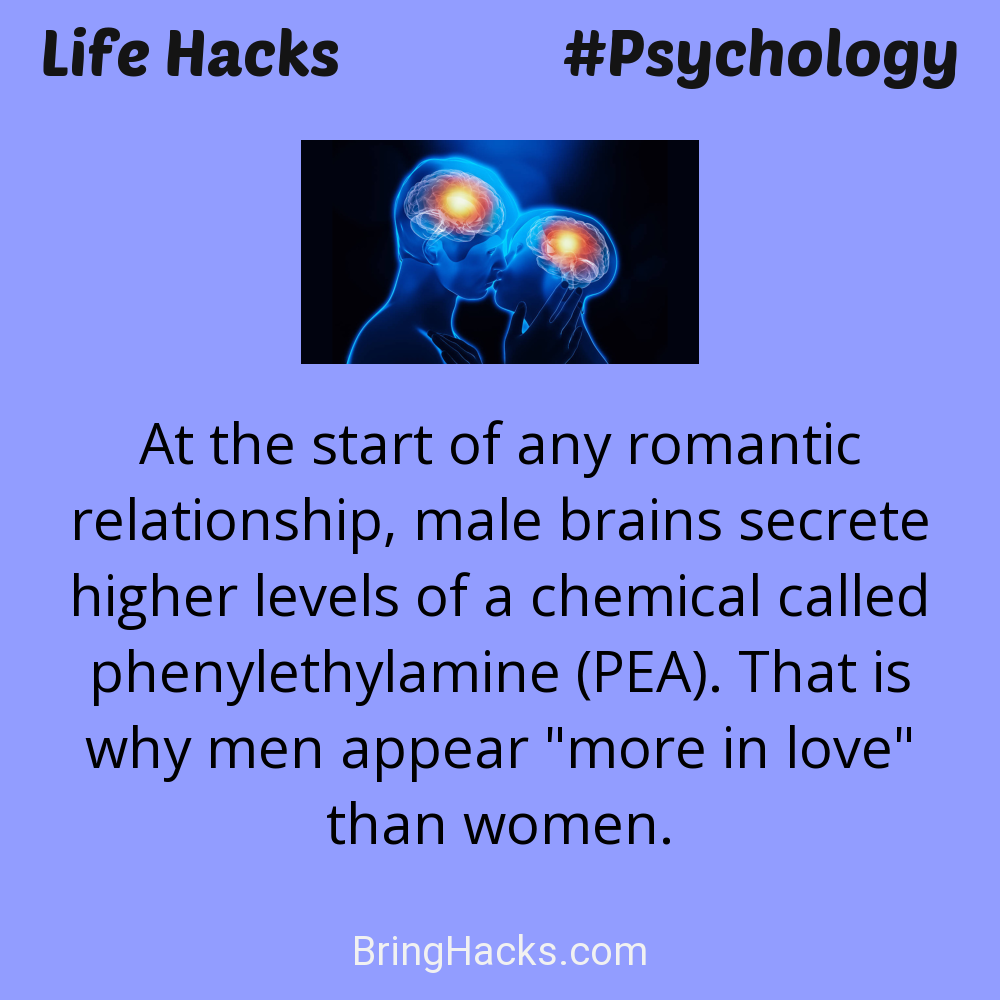 Life Hacks #Psychology
At the start of any romantic
relationship, male brains secrete
higher levels of a chemical called
phenylethylamine (PEA). That is
why men appear "more in love"
than women.
BringHacks.com